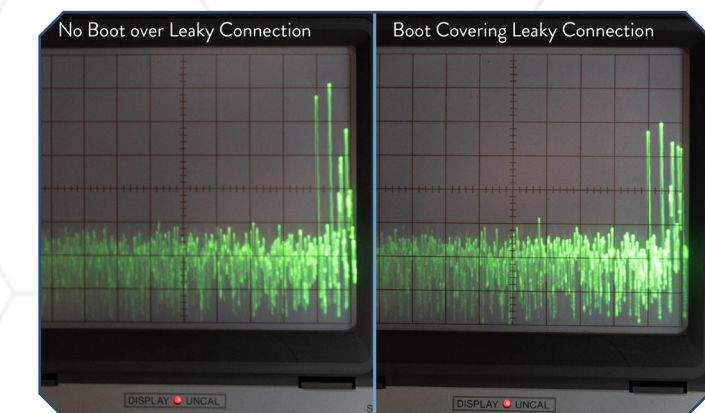 No Boot over Leaky Connection
Boot Covering Leaky Connection
DISPLAY UNCAL
S
DISPLAY UNCAL